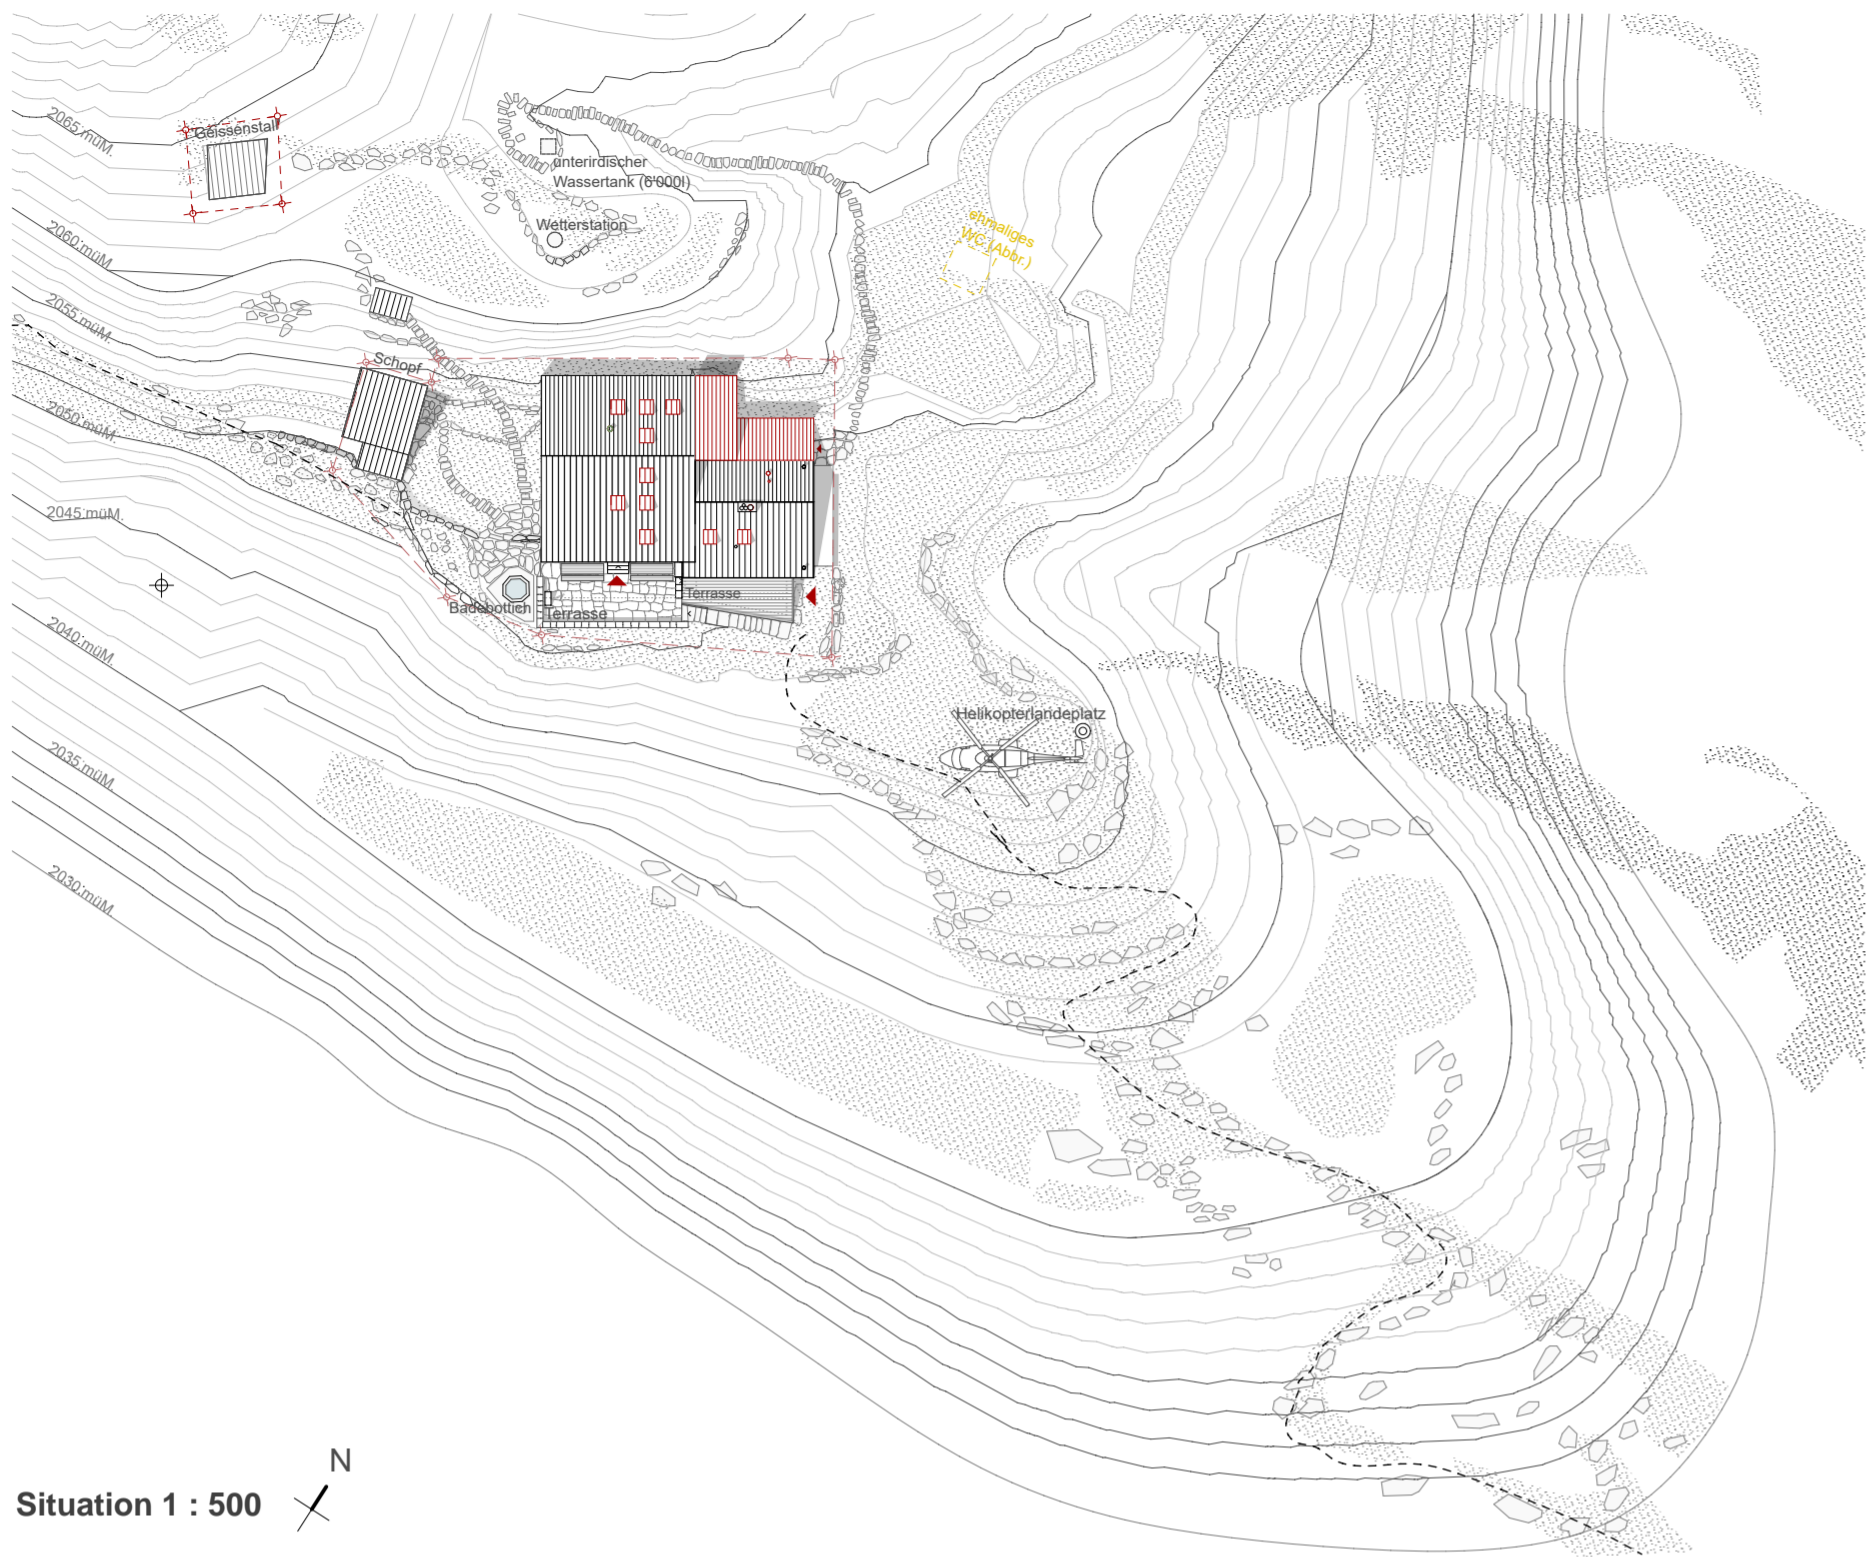 2065 müM.
Geissenstall
unterirdischer
Wassertank (6'000l)
Wetterstation
ehemaliges
WC (Abbr.)
2060 müM.
2055 müM.
Schopf
2050 müM.
2045 müM.
Badebottich
Terrasse
Terrasse
2040 müM.
Helikopterlandeplatz
2035 müM.
2030 müM.
N
Situation 1 : 500